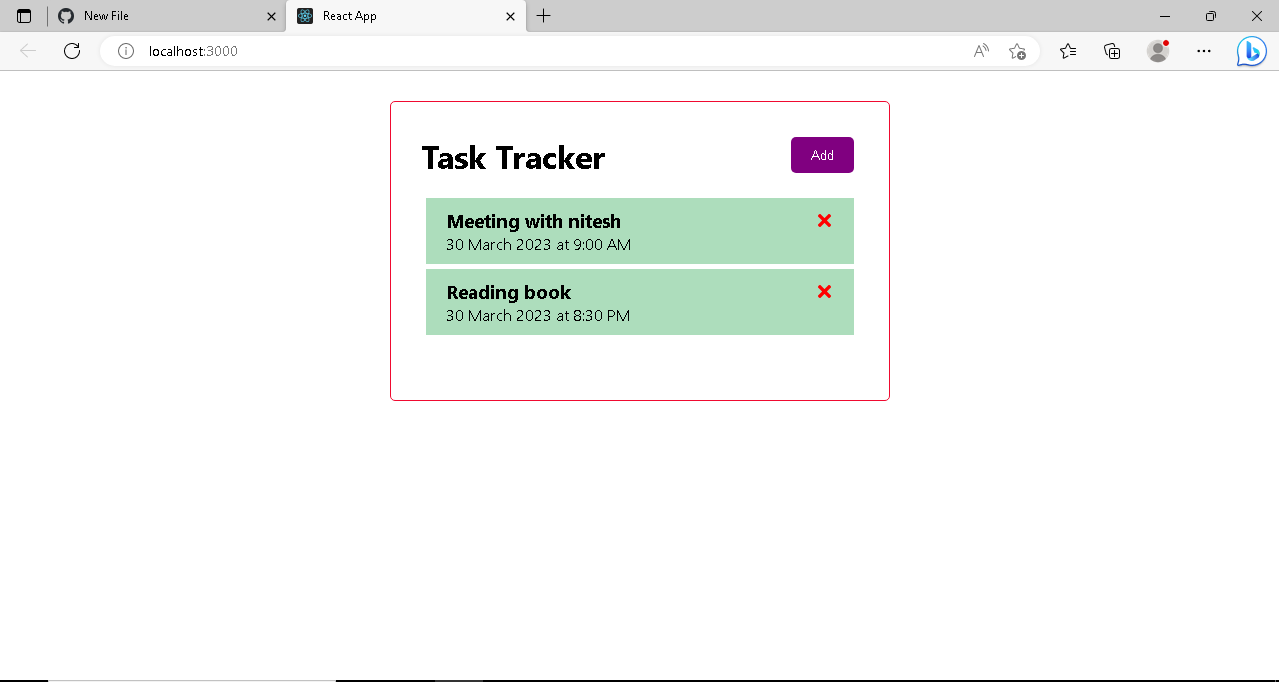 New File
React App
localhost:3000
Task Tracker
Add
Meeting with nitesh
30 March 2023 at 9:00 AM
Reading book
30 March 2023 at 8:30 PM